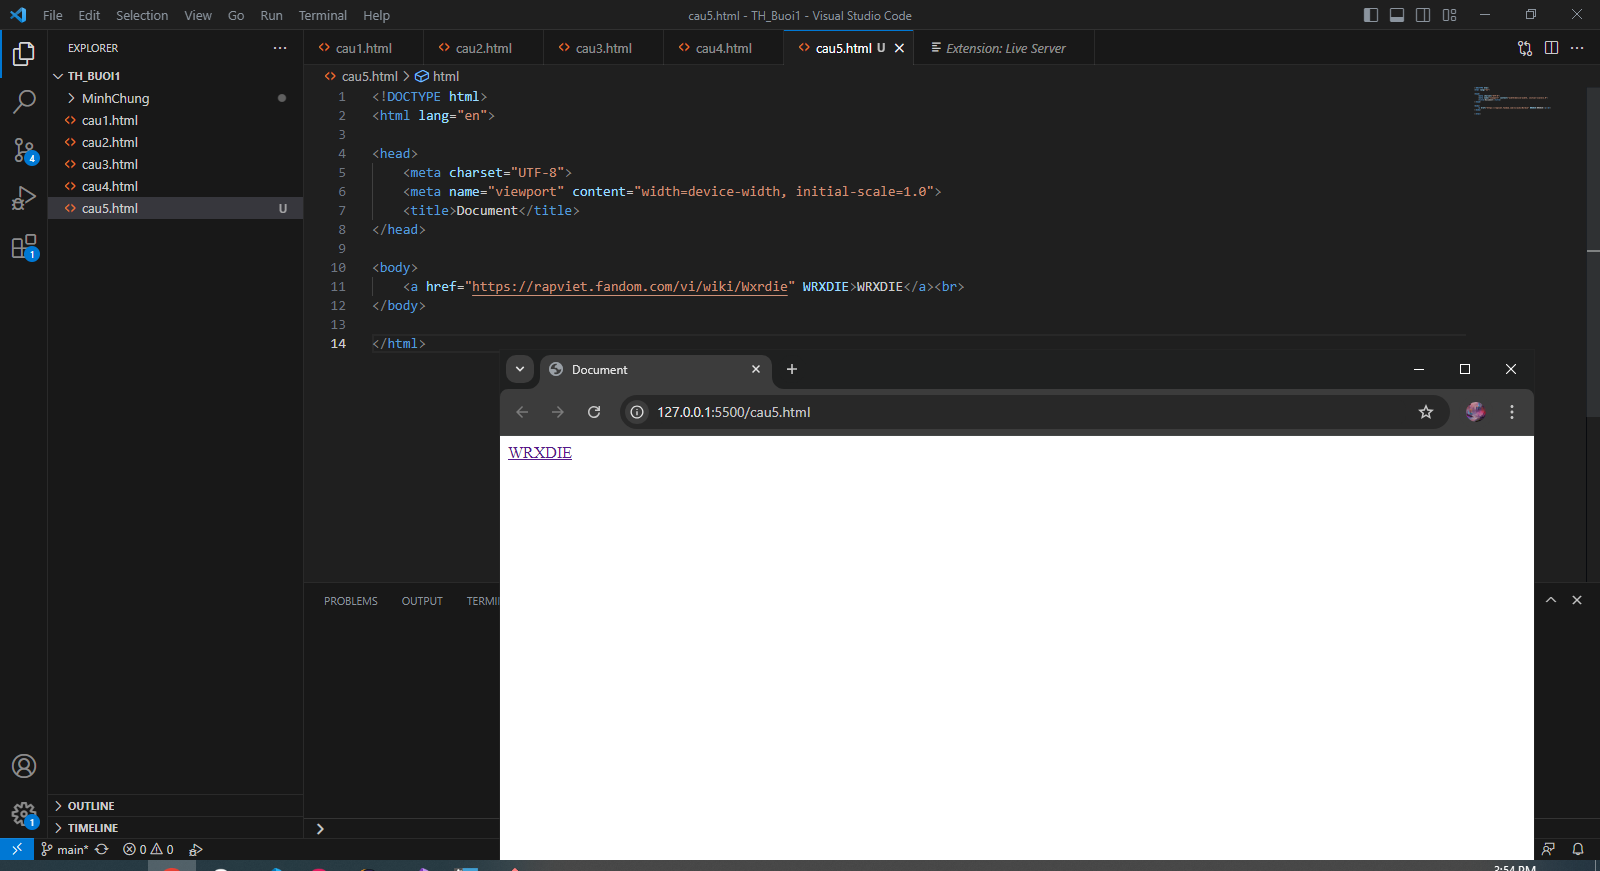 File Edit Selection View Go Run Terminal Help
cau5.html - TH_Buoi1 - Visual Studio Code
EXPLORER
cau1.html
cau2.html
cau3.html
cau4.html
cau5.html U
Extension: Live Server
TH_BUOI1
MinhChung
cau1.html
cau2.html
cau3.html
cau4.html
cau5.html U
4
1
1
cau5.html > html
1 <!DOCTYPE html>
2 <html lang="en">
3
4 <head>
5 <meta charset="UTF-8">
6 <meta name="viewport" content="width=device-width, initial-scale=1.0">
7 <title>Document</title>
8 </head>
9
10 <body>
11 <a href="https://rapviet.fandom.com/vi/wiki/Wxrdie" WRXDIE>WRXDIE</a><br>
12 </body>
13
14 </html>
Document
127.0.0.1:5500/cau5.html
WRXDIE
PROBLEMS OUTPUT
OUTLINE
TIMELINE
main* 0 0